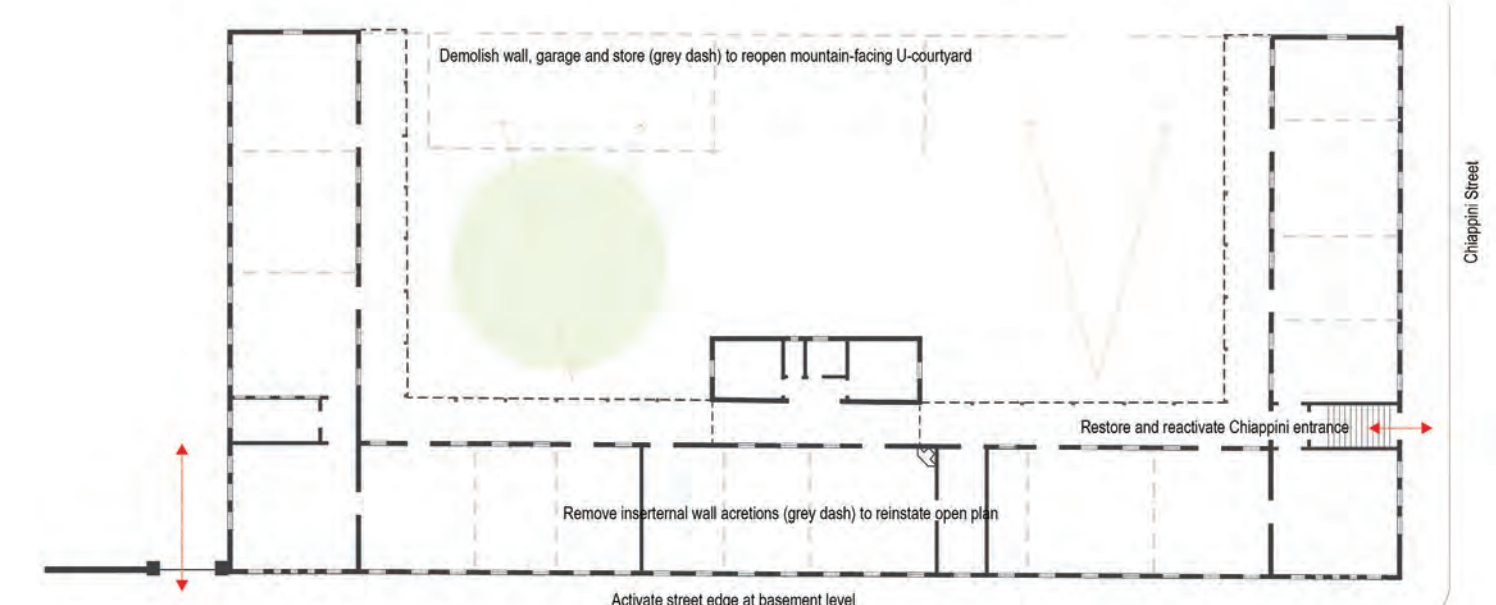 Demolish wall, garage and store (grey dash) to reopen mountain-facing U-courtyard
Chiappini Street
Restore and reactivate Chiappini entrance
Remove inserternal wall acretions (grey dash) to reinstate open plan
Activate street edge at basement level